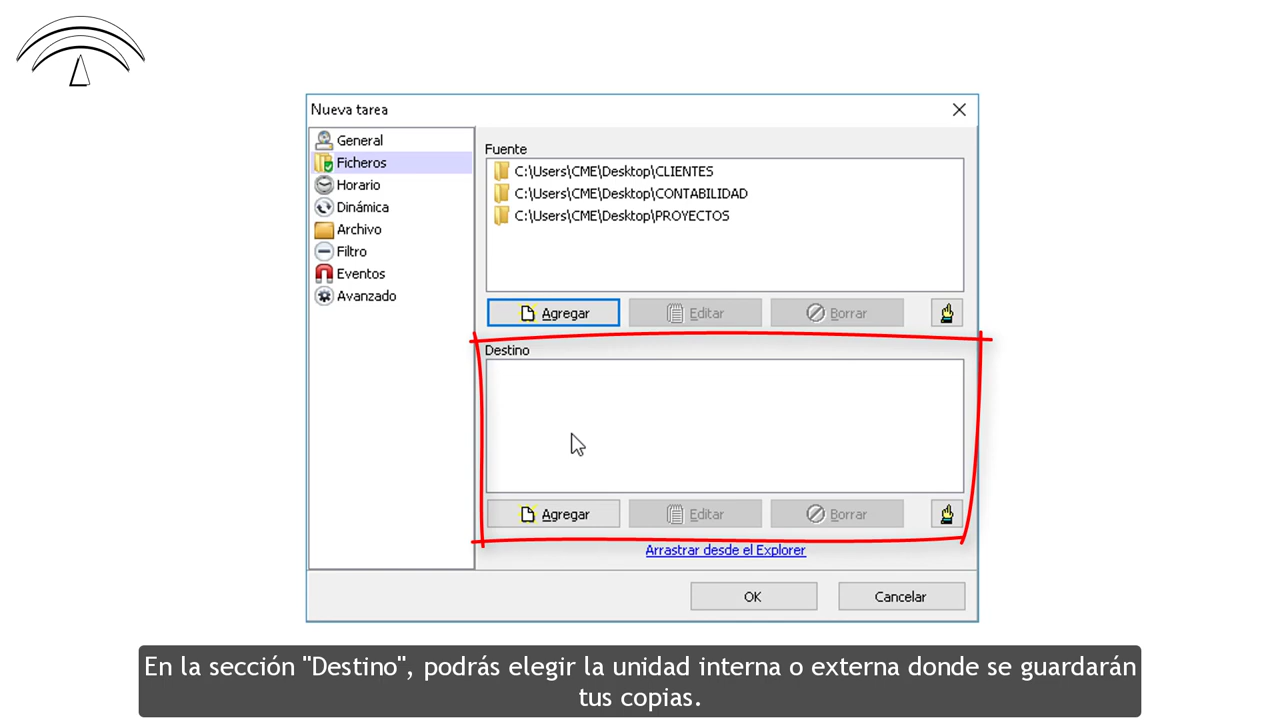 Nueva tarea
General
Ficheros
Horario
Dinámica
Archivo
Filtro
Eventos
Avanzado
Fuente
C:\Users\CME\Desktop\CLIENTES
C:\Users\CME\Desktop\CONTABILIDAD
C:\Users\CME\Desktop\PROYECTOS
Agregar Editar Borrar
Destino
Agregar Editar Borrar
Arrastrar desde el Explorer
OK Cancelar
En la sección "Destino", podrás elegir la unidad interna o externa donde se guardarán
tus copias.